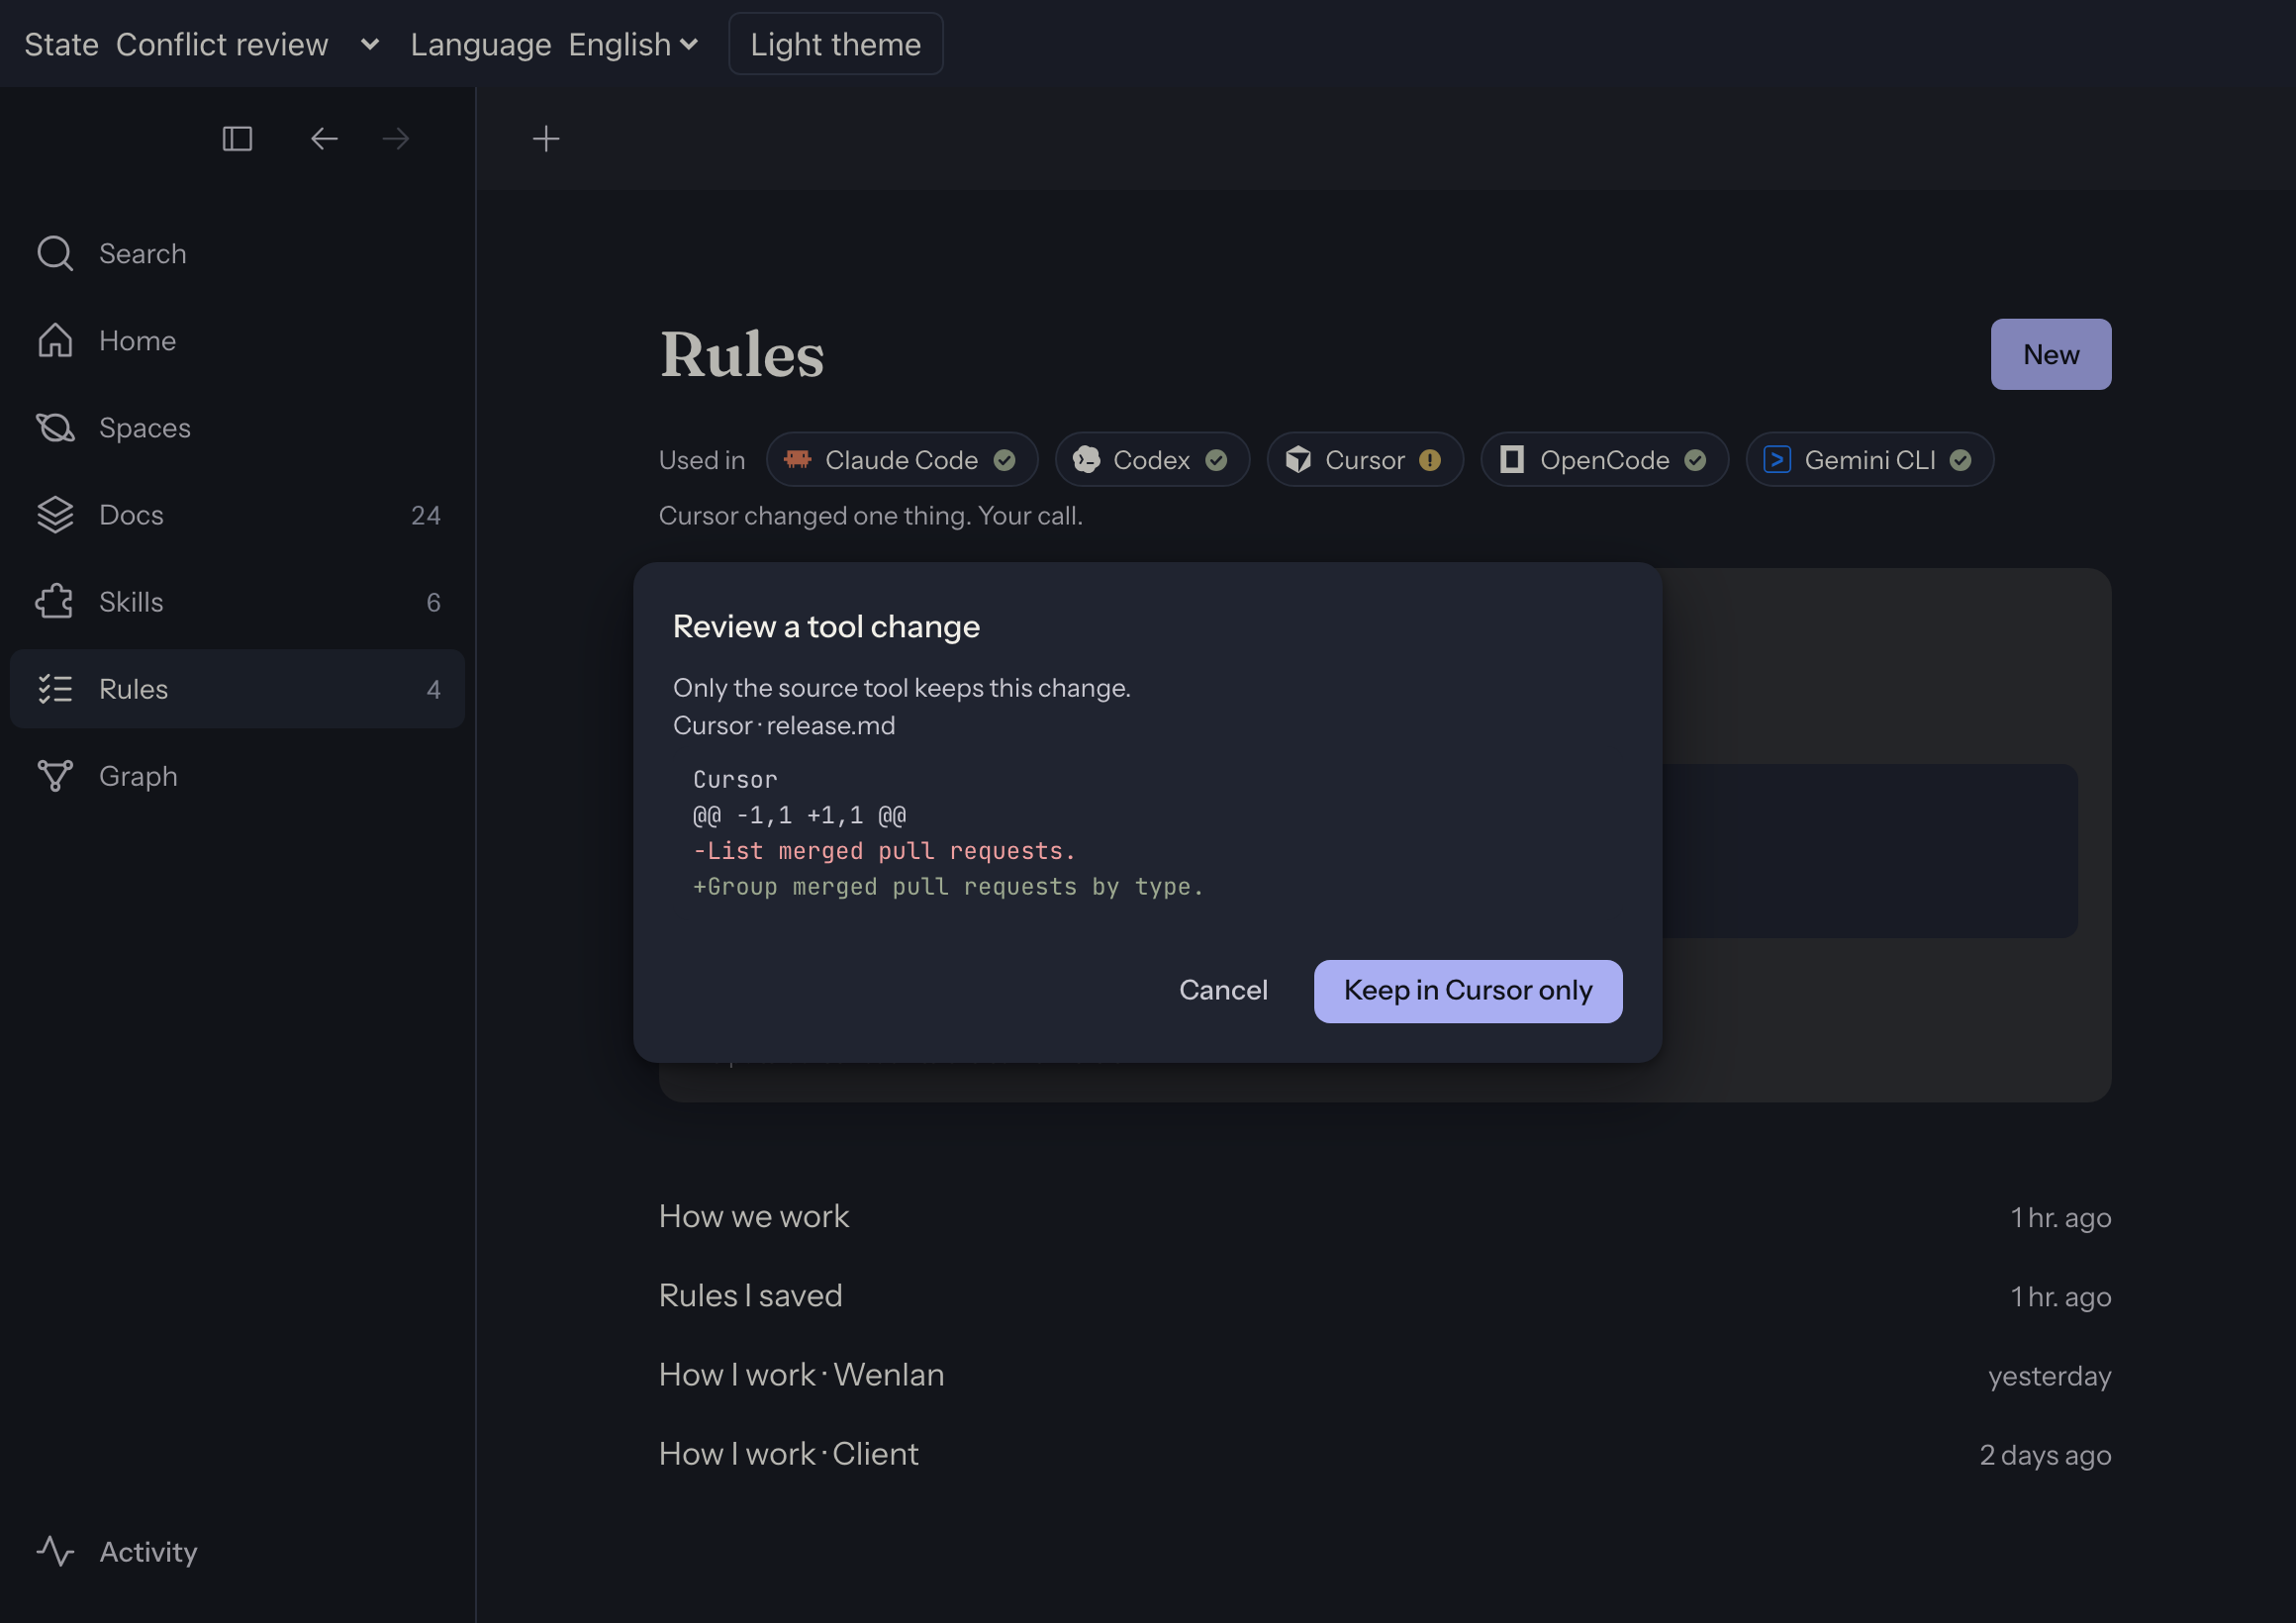 State Conflict review Language English Light theme
Search
Home
Spaces
Docs 24
Skills 6
Rules 4
Graph
Activity
Rules
New
Used in Claude Code Codex Cursor OpenCode Gemini CLI
Cursor changed one thing. Your call.
Review a tool change
Only the source tool keeps this change.
Cursor · release.md
Cursor
@@ -1,1 +1,1 @@
-List merged pull requests.
+Group merged pull requests by type.
Cancel Keep in Cursor only
How we work 1 hr. ago
Rules I saved 1 hr. ago
How I work · Wenlan yesterday
How I work · Client 2 days ago